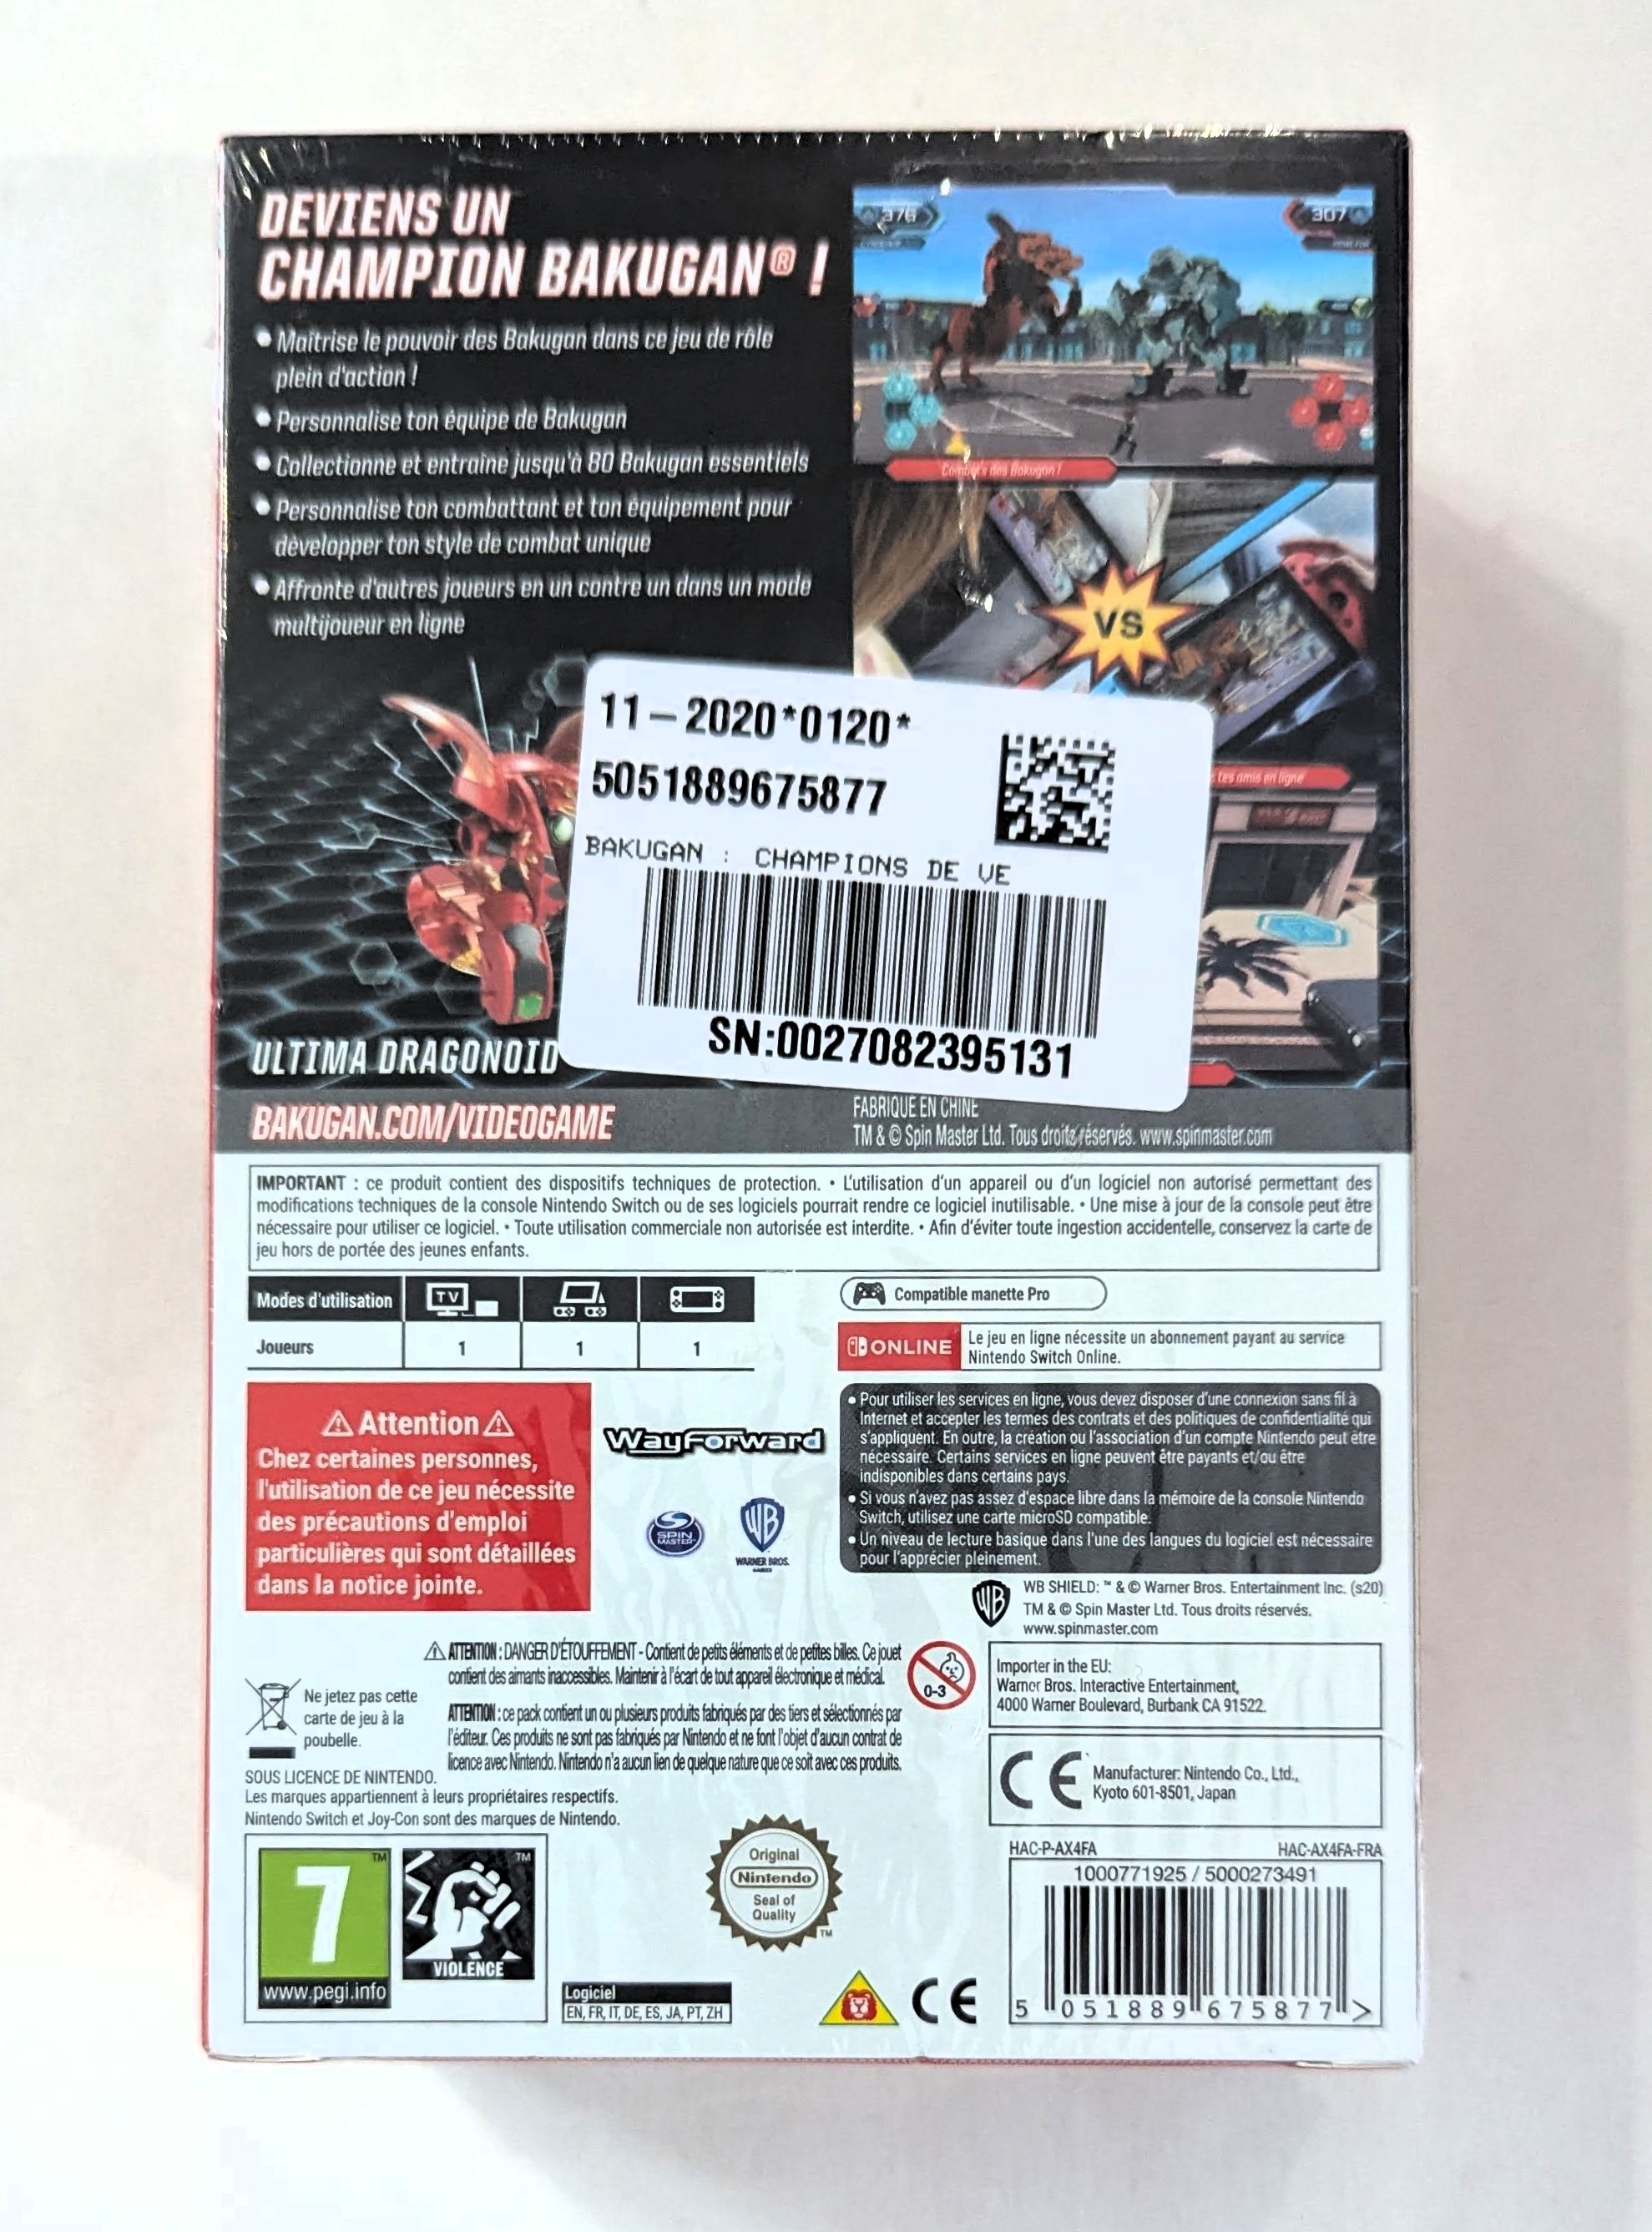 DEVIENS UN
CHAMPION BAKUGAN® !
• Maîtrise le pouvoir des Bakugan dans ce jeu de rôle
plein d'action !
• Personnalise ton équipe de Bakugan
• Collectionne et entraîne jusqu'à 80 Bakugan essentiels
• Personnalise ton combattant et ton équipement pour
développer ton style de combat unique
• Affronte d'autres joueurs en un contre un dans un mode
multijoueur en ligne
376
307
Combats des Bakugan !
VS
tes amis en ligne
11-2020*0120*
5051889675877
BAKUGAN : CHAMPIONS DE VE
SN:0027082395131
ULTIMA DRAGONOID
BAKUGAN.COM/VIDEOGAME
FABRIQUÉ EN CHINE
TM & © Spin Master Ltd. Tous droits réservés. www.spinmaster.com
IMPORTANT : ce produit contient des dispositifs techniques de protection. • L'utilisation d'un appareil ou d'un logiciel non autorisé permettant des
modifications techniques de la console Nintendo Switch ou de ses logiciels pourrait rendre ce logiciel inutilisable. • Une mise à jour de la console peut être
nécessaire pour utiliser ce logiciel. • Toute utilisation commerciale non autorisée est interdite. • Afin d'éviter toute ingestion accidentelle, conservez la carte de
jeu hors de portée des jeunes enfants.
Modes d'utilisation TV
Joueurs 1 1 1
Compatible manette Pro
ONLINE
Le jeu en ligne nécessite un abonnement payant au service
Nintendo Switch Online.
Attention
Chez certaines personnes,
l'utilisation de ce jeu nécessite
des précautions d'emploi
particulières qui sont détaillées
dans la notice jointe.
WayForward
SPIN
MASTER
WB
WARNER BROS.
GAMES
• Pour utiliser les services en ligne, vous devez disposer d'une connexion sans fil à
Internet et accepter les termes des contrats et des politiques de confidentialité qui
s'appliquent. En outre, la création ou l'association d'un compte Nintendo peut être
nécessaire. Certains services en ligne peuvent être payants et/ou être
indisponibles dans certains pays.
• Si vous n'avez pas assez d'espace libre dans la mémoire de la console Nintendo
Switch, utilisez une carte microSD compatible.
• Un niveau de lecture basique dans l'une des langues du logiciel est nécessaire
pour l'apprécier pleinement.
WB
WB SHIELD: ™ & © Warner Bros. Entertainment Inc. (s20)
TM & © Spin Master Ltd. Tous droits réservés.
www.spinmaster.com
ATTENTION : DANGER D'ÉTOUFFEMENT - Contient de petits éléments et de petites billes. Ce jouet
contient des aimants inaccessibles. Maintenir à l'écart de tout appareil électronique et médical.
0-3
ATTENTION : ce pack contient un ou plusieurs produits fabriqués par des tiers et sélectionnés par
l'éditeur. Ces produits ne sont pas fabriqués par Nintendo et ne font l'objet d'aucun contrat de
licence avec Nintendo. Nintendo n'a aucun lien de quelque nature que ce soit avec ces produits.
Ne jetez pas cette
carte de jeu à la
poubelle.
SOUS LICENCE DE NINTENDO.
Les marques appartiennent à leurs propriétaires respectifs.
Nintendo Switch et Joy-Con sont des marques de Nintendo.
Importer in the EU:
Warner Bros. Interactive Entertainment,
4000 Warner Boulevard, Burbank CA 91522.
CE
Manufacturer: Nintendo Co., Ltd.,
Kyoto 601-8501, Japan
7 TM
www.pegi.info
TM
VIOLENCE
Original
Nintendo
Seal of
Quality
TM
Logiciel
EN, FR, IT, DE, ES, JA, PT, ZH
CE
HAC-P-AX4FA HAC-AX4FA-FRA
1000771925 / 5000273491
5 051889 675877 >